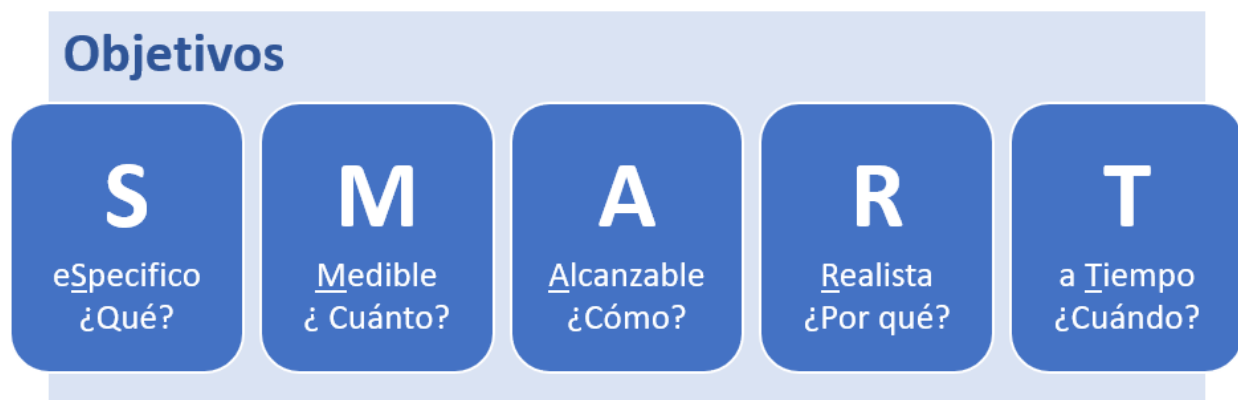 Objetivos
S
eSpecifico
¿Qué?
M
Medible
¿ Cuánto?
A
Alcanzable
¿Cómo?
R
Realista
¿Por qué?
T
a Tiempo
¿Cuándo?